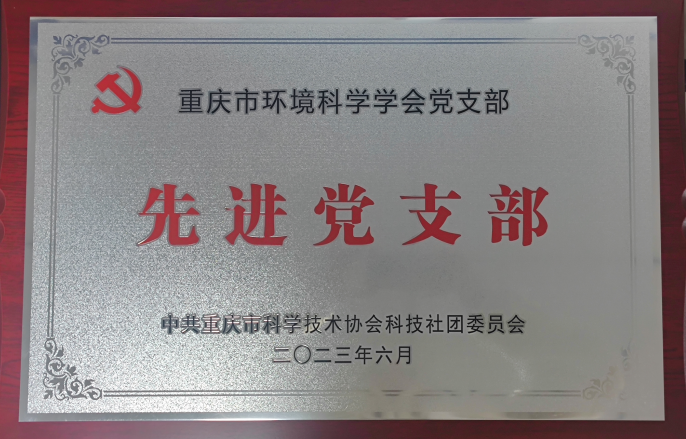 重庆市环境科学学会党支部
先进党支部
中共重庆市科学技术协会科技社团委员会
二〇二三年六月